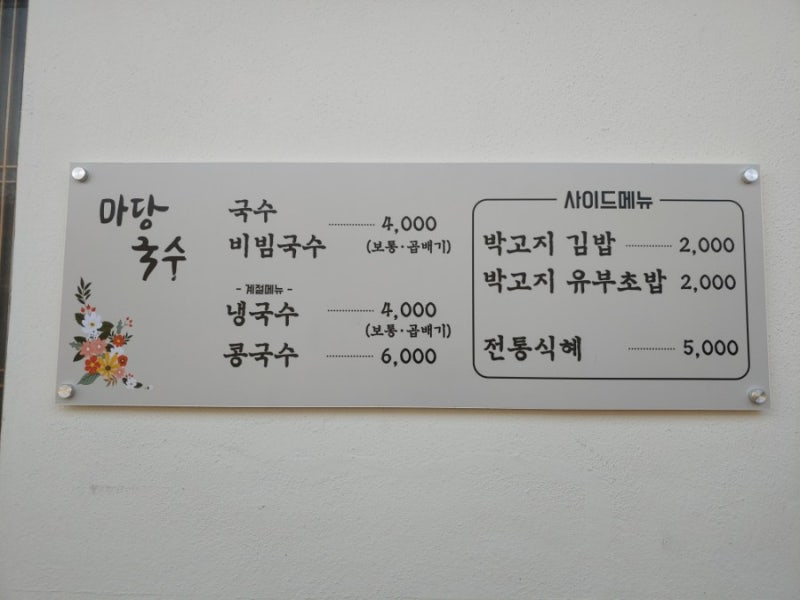 마당
국수
국수
비빔국수 ············ 4,000
(보통·곱배기)
- 계절메뉴 -
냉국수 ············ 4,000
(보통·곱배기)
콩국수 ············ 6,000
사이드메뉴
박고지 김밥 ············ 2,000
박고지 유부초밥 2,000
전통식혜 ············ 5,000